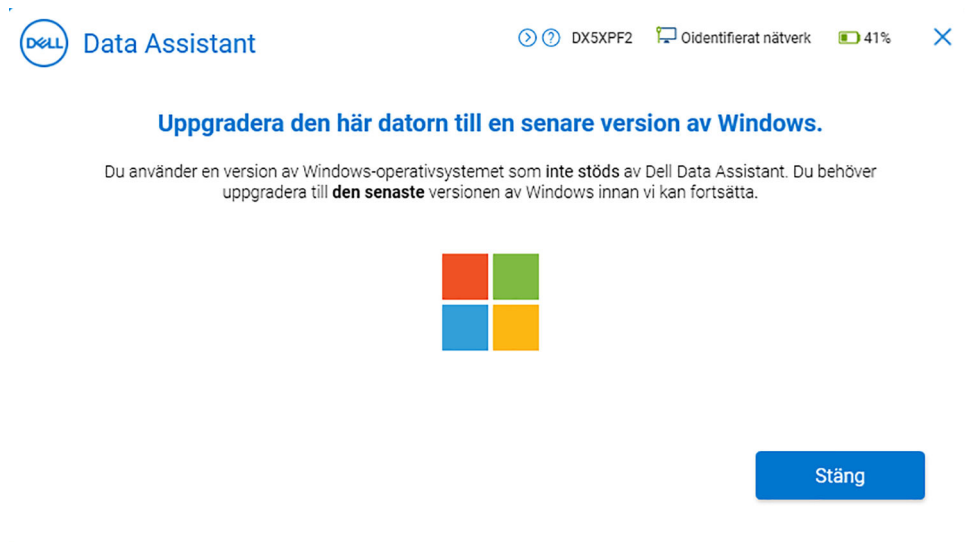 DELL
Data Assistant
DX5XPF2
Oidentifierat nätverk
41%
Uppgradera den här datorn till en senare version av Windows.
Du använder en version av Windows-operativsystemet som inte stöds av Dell Data Assistant. Du behöver
uppgradera till den senaste versionen av Windows innan vi kan fortsätta.
Stäng